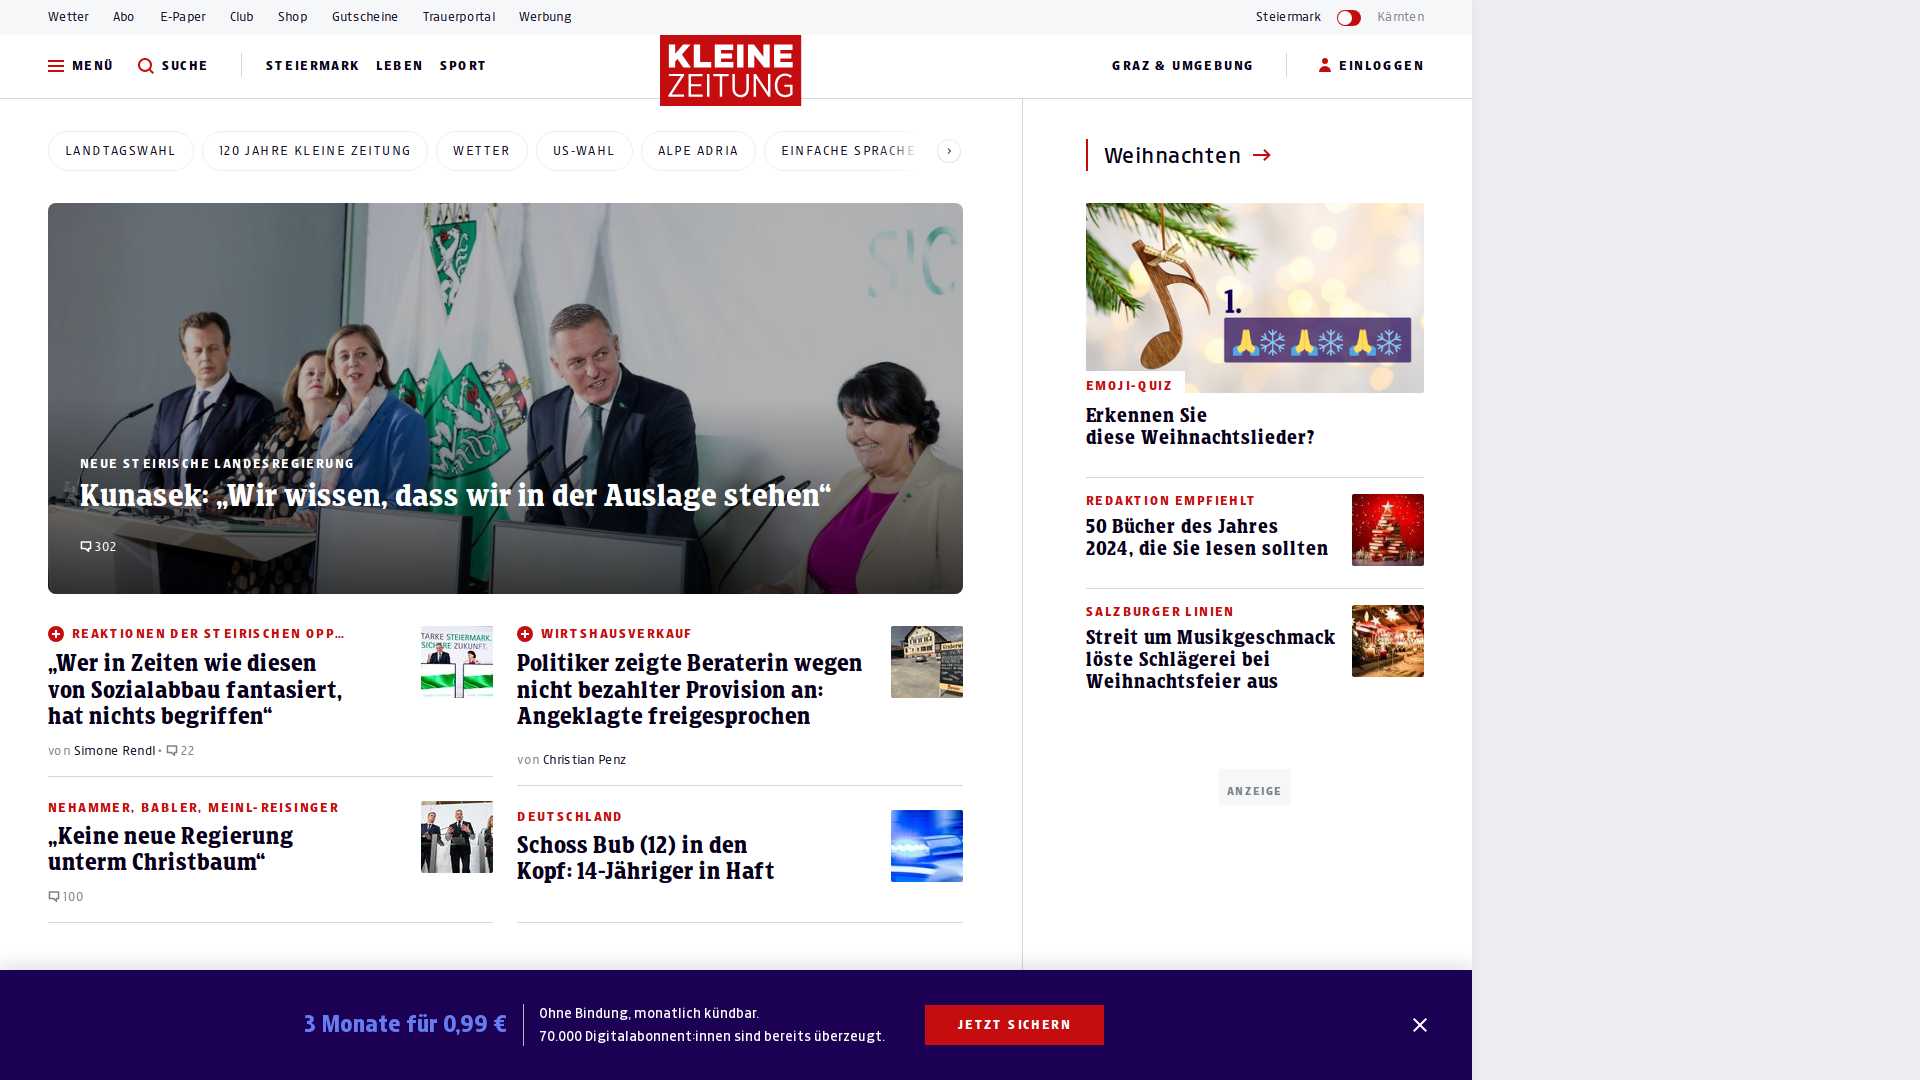 Wetter Abo E-Paper Club Shop Gutscheine Trauerportal Werbung Steiermark Kärnten
MENÜ SUCHE STEIERMARK LEBEN SPORT KLEINE ZEITUNG GRAZ & UMGEBUNG EINLOGGEN
LANDTAGSWAHL 120 JAHRE KLEINE ZEITUNG WETTER US-WAHL ALPE ADRIA EINFACHE SPRACHE
NEUE STEIRISCHE LANDESREGIERUNG
Kunasek: „Wir wissen, dass wir in der Auslage stehen“
302
REAKTIONEN DER STEIRISCHEN OPP...
„Wer in Zeiten wie diesen
von Sozialabbau fantasiert,
hat nichts begriffen“
von Simone Rendl • 22
TARKE STEIERMARK.
SICHERE ZUKUNFT.
NEHAMMER, BABLER, MEINL-REISINGER
„Keine neue Regierung
unterm Christbaum“
100
WIRTSHAUSVERKAUF
Politiker zeigte Beraterin wegen
nicht bezahlter Provision an:
Angeklagte freigesprochen
von Christian Penz
DEUTSCHLAND
Schoss Bub (12) in den
Kopf: 14-Jähriger in Haft
Weihnachten
1.
EMOJI-QUIZ
Erkennen Sie
diese Weihnachtslieder?
REDAKTION EMPFIEHLT
50 Bücher des Jahres
2024, die Sie lesen sollten
SALZBURGER LINIEN
Streit um Musikgeschmack
löste Schlägerei bei
Weihnachtsfeier aus
ANZEIGE
3 Monate für 0,99 €
Ohne Bindung, monatlich kündbar.
70.000 Digitalabonnent:innen sind bereits überzeugt.
JETZT SICHERN